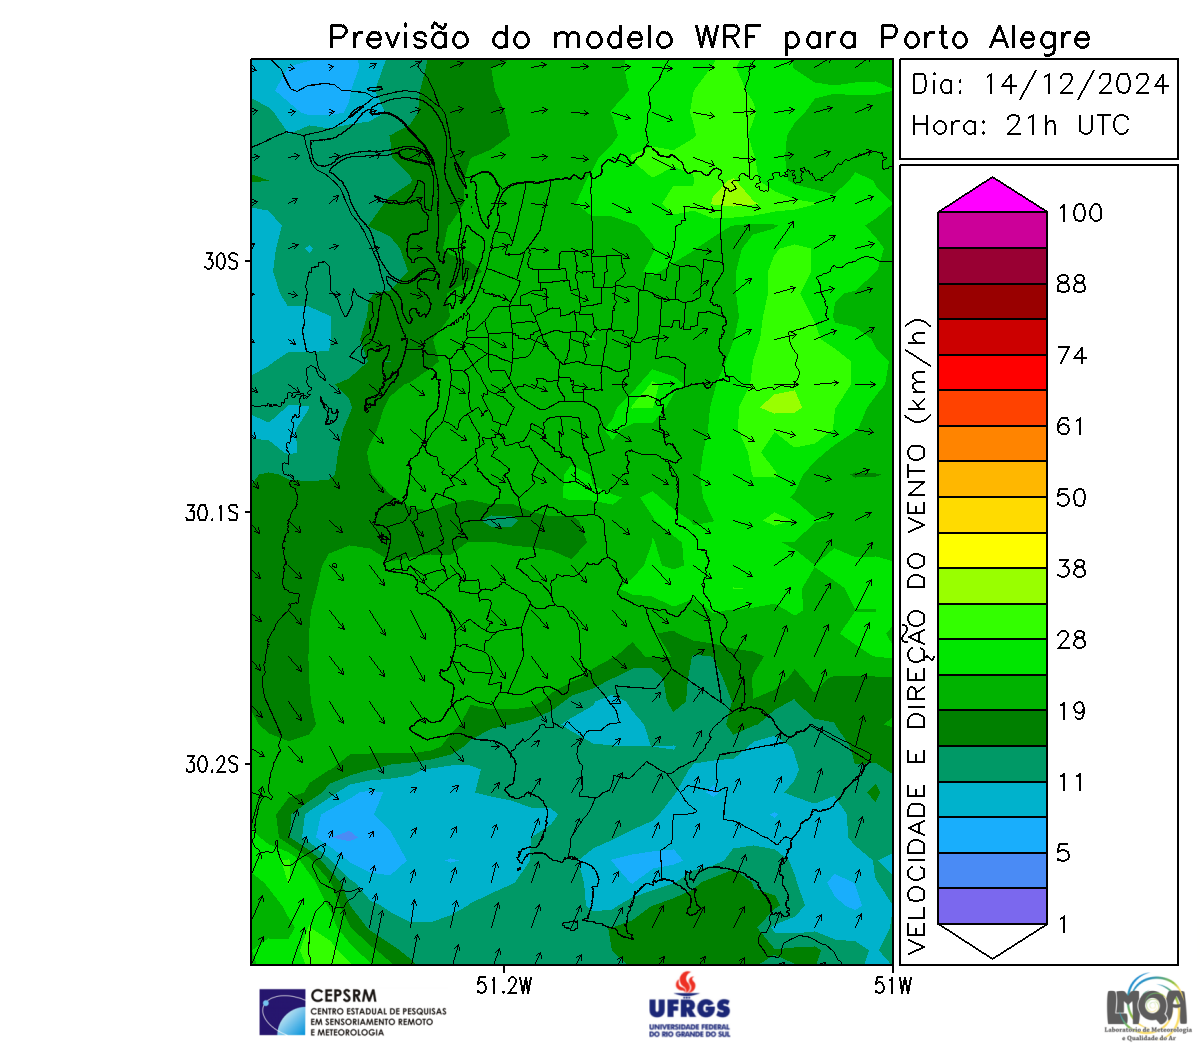 Previsão do modelo WRF para Porto Alegre
Dia: 14/12/2024
Hora: 21h UTC
30S
30.1S
30.2S
51.2W
51W
VELOCIDADE E DIREÇÃO DO VENTO (km/h)
100
88
74
61
50
38
28
19
11
5
1
CEPSRM
CENTRO ESTADUAL DE PESQUISAS
EM SENSORIAMENTO REMOTO
E METEOROLOGIA
UFRGS
UNIVERSIDADE FEDERAL
DO RIO GRANDE DO SUL
LMQA
Laboratório de Meteorologia
e Qualidade do Ar